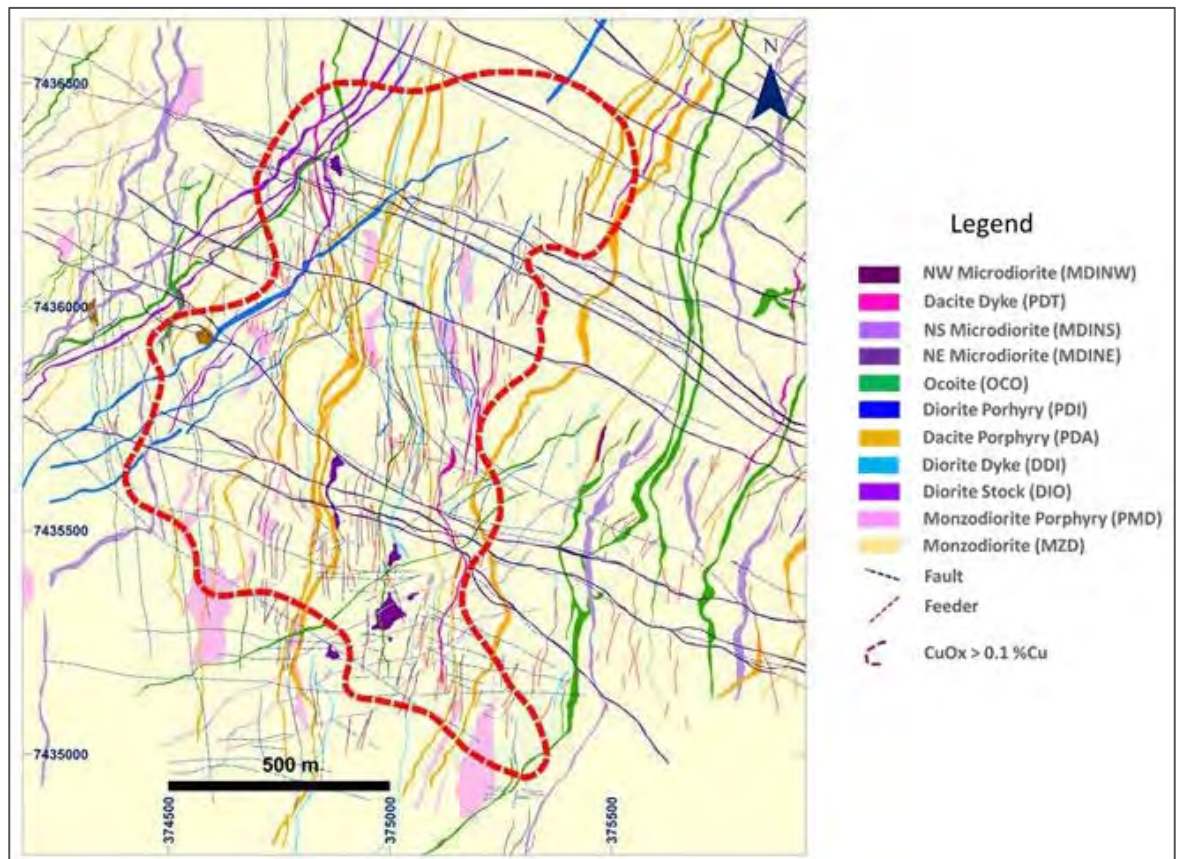 N
7436500
7436000
7435500
7435000
500 m
374500
375000
375500
Legend
NW Microdiorite (MDINW)
Dacite Dyke (PDT)
NS Microdiorite (MDINS)
NE Microdiorite (MDINE)
Ocoite (OCO)
Diorite Porhyry (PDI)
Dacite Porphyry (PDA)
Diorite Dyke (DDI)
Diorite Stock (DIO)
Monzodiorite Porphyry (PMD)
Monzodiorite (MZD)
Fault
Feeder
CuOx > 0.1 %Cu